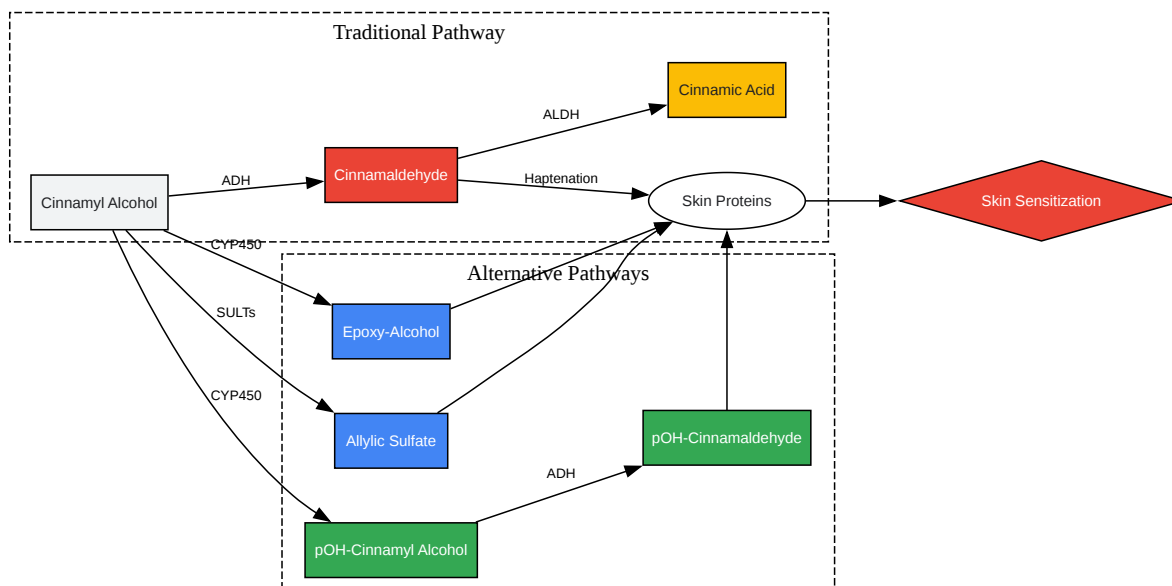 Traditional Pathway
Cinnamic Acid
ALDH
Cinnamaldehyde
ADH
Haptenation
Cinnamyl Alcohol
Skin Proteins
Skin Sensitization
CYP450
Alternative Pathways
SULTs
Epoxy-Alcohol
CYP450
Allylic Sulfate
pOH-Cinnamaldehyde
ADH
pOH-Cinnamyl Alcohol